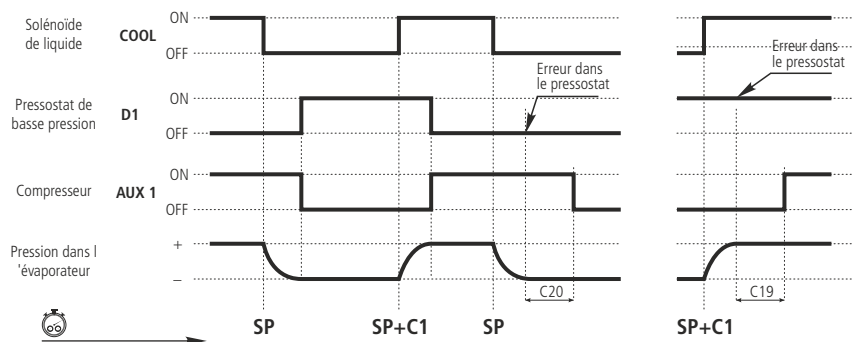 Solénoïde
de liquide
COOL
ON
OFF
Erreur dans
le pressostat
Erreur dans
le pressostat
Pressostat de
basse pression
D1
ON
OFF
Compresseur
AUX 1
ON
OFF
Pression dans l
'évaporateur
+
–
C20
C19
SP
SP+C1
SP
SP+C1